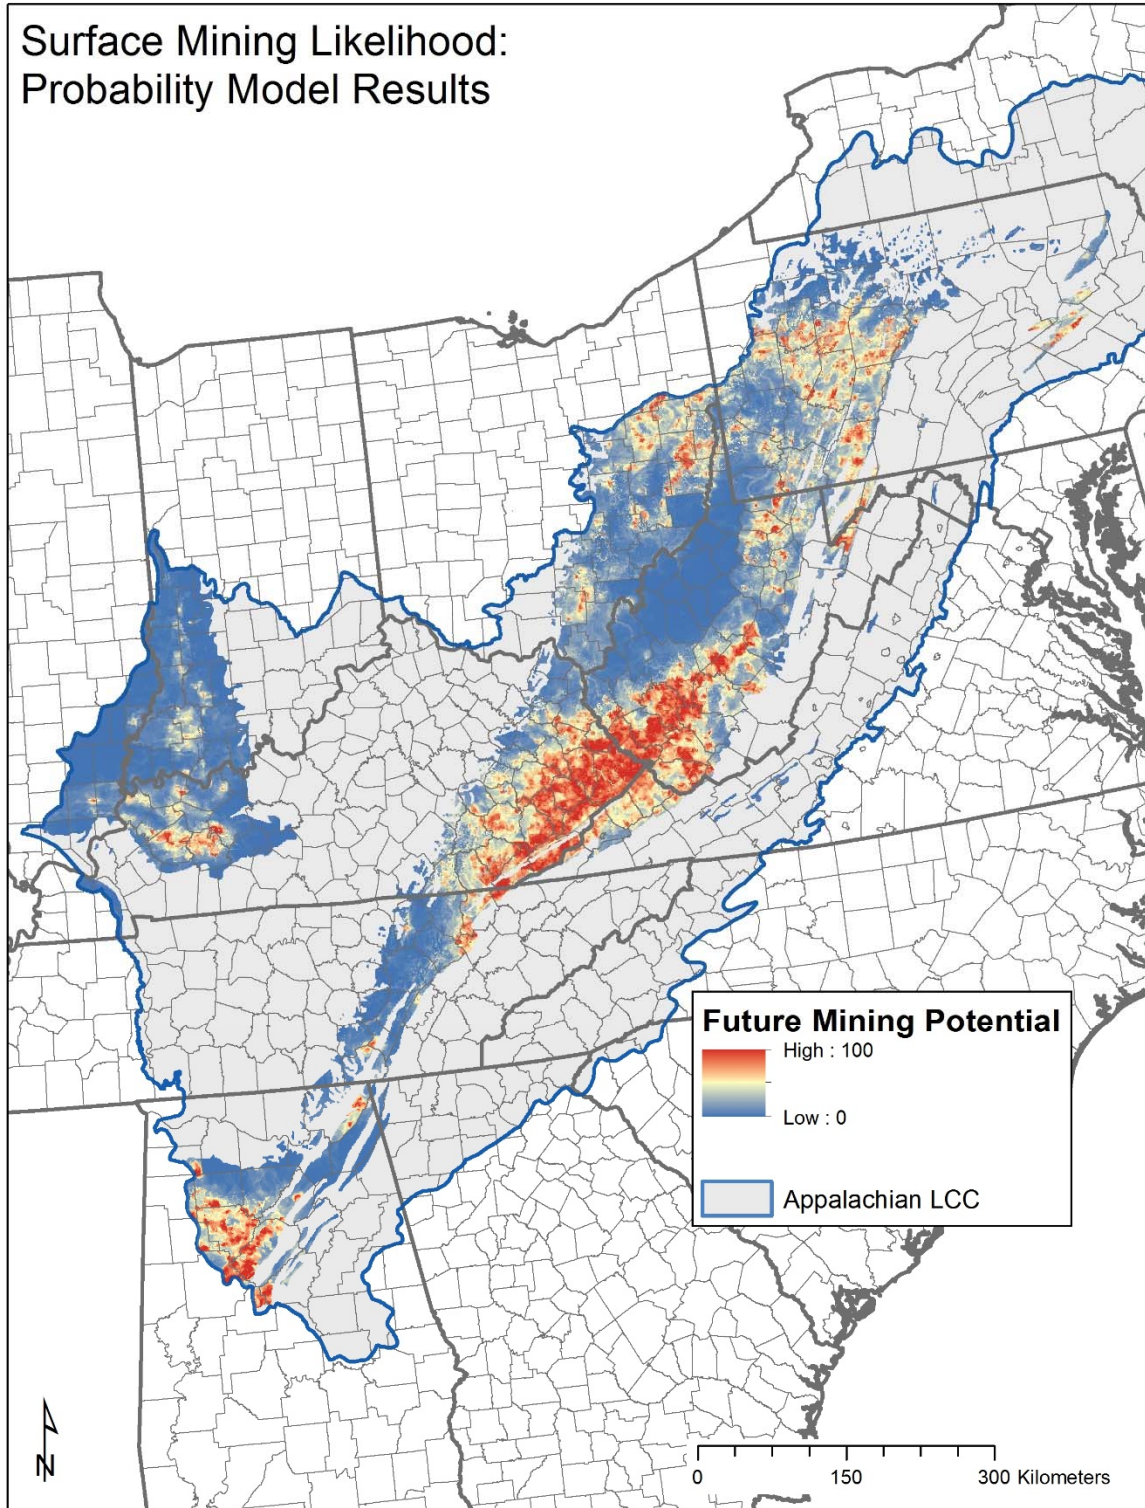 Surface Mining Likelihood:
Probability Model Results
Future Mining Potential
High : 100
Low : 0
Appalachian LCC
N
0 150 300 Kilometers